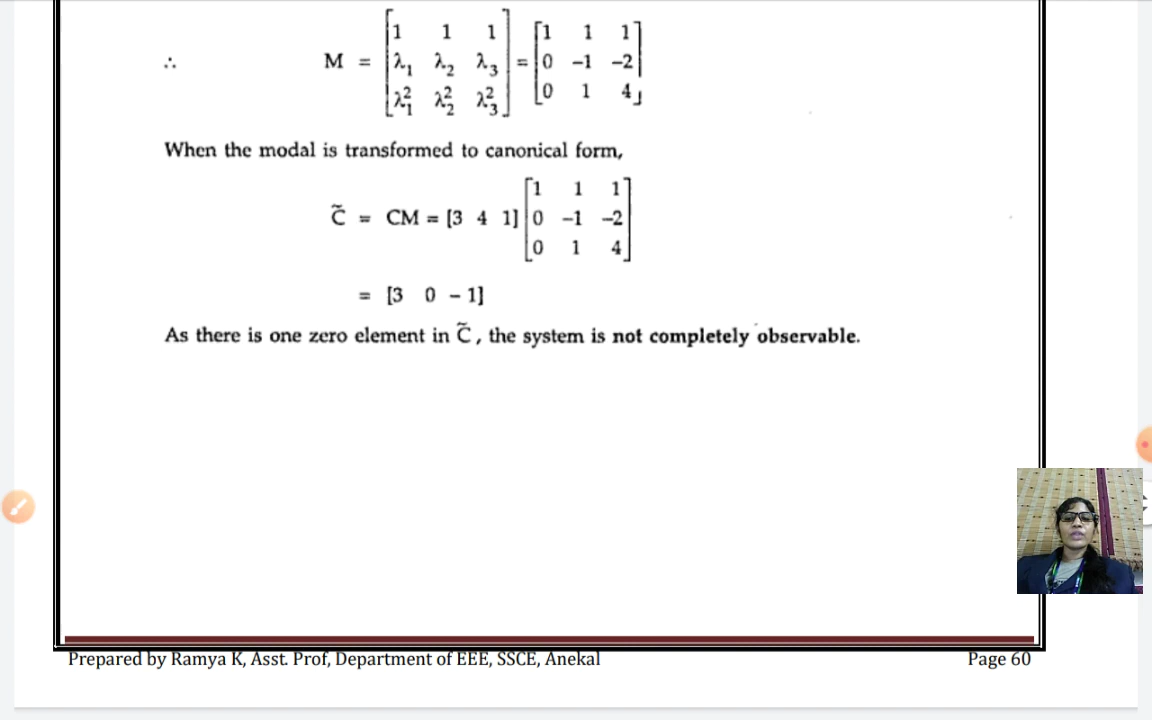 ∴ M = [1 1 1; λ₁ λ₂ λ₃; λ₁² λ₂² λ₃²] = [1 1 1; 0 −1 −2; 0 1 4]
When the modal is transformed to canonical form,
C̃ = CM = [3 4 1] [1 1 1; 0 −1 −2; 0 1 4]
= [3 0 − 1]
As there is one zero element in C̃, the system is not completely observable.
Prepared by Ramya K, Asst. Prof, Department of EEE, SSCE, Anekal Page 60